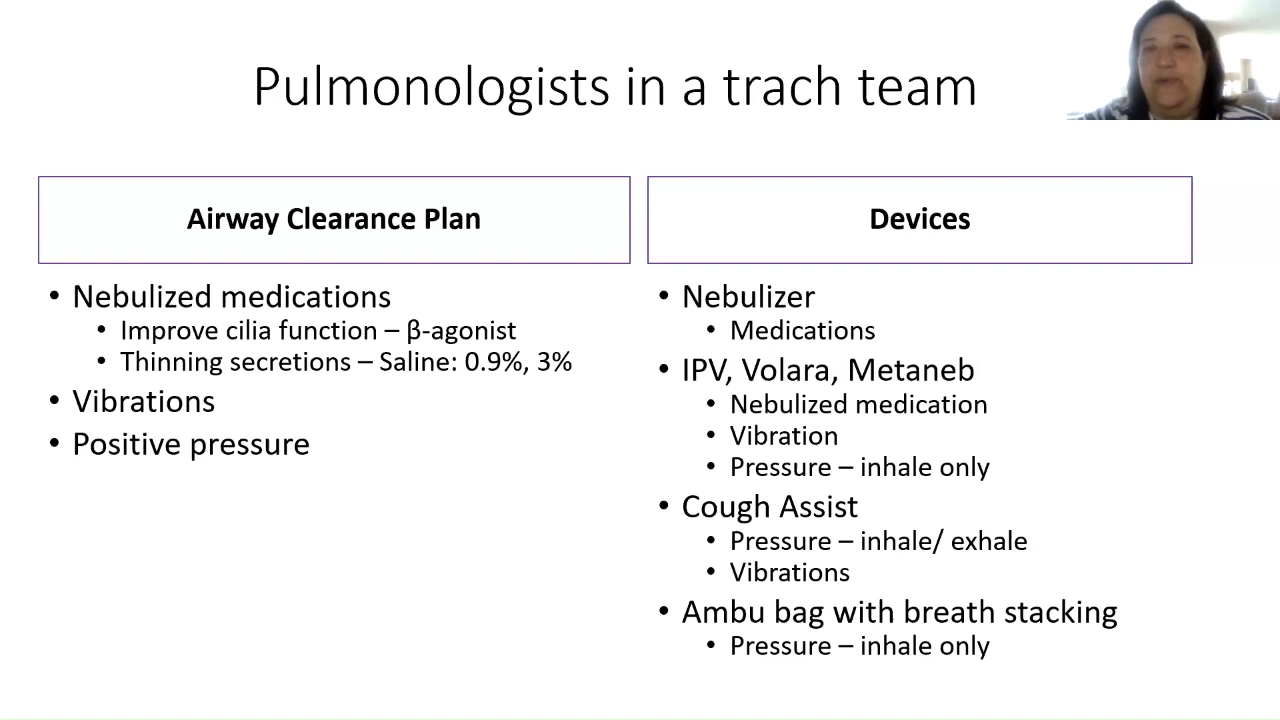 Pulmonologists in a trach team
Airway Clearance Plan
• Nebulized medications
• Improve cilia function – β-agonist
• Thinning secretions – Saline: 0.9%, 3%
• Vibrations
• Positive pressure
Devices
• Nebulizer
• Medications
• IPV, Volara, Metaneb
• Nebulized medication
• Vibration
• Pressure – inhale only
• Cough Assist
• Pressure – inhale/ exhale
• Vibrations
• Ambu bag with breath stacking
• Pressure – inhale only